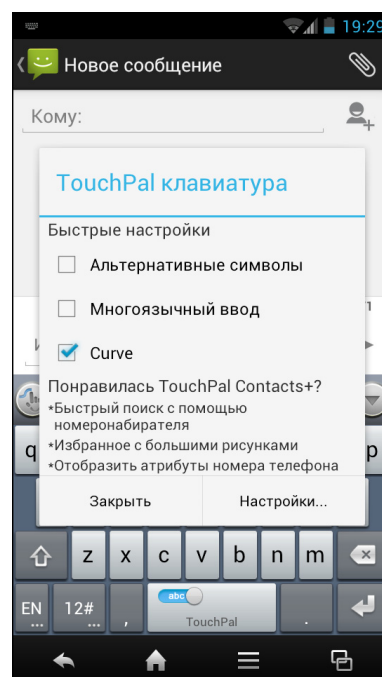 19:29
Новое сообщение
Кому:
TouchPal клавиатура
Быстрые настройки
Альтернативные символы
Многоязычный ввод
Curve
Понравилась TouchPal Contacts+?
*Быстрый поиск с помощью
номеронабирателя
*Избранное с большими рисунками
*Отобразить атрибуты номера телефона
Закрыть Настройки...
q p
z x c v b n m
EN 12# , abc .
... ...
TouchPal